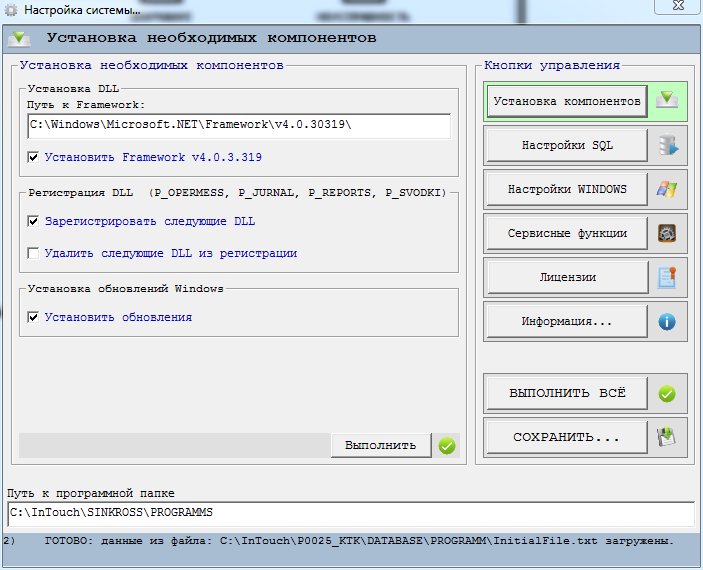 Настройка системы...
Установка необходимых компонентов
Установка необходимых компонентов
Установка DLL
Путь к Framework:
C:\Windows\Microsoft.NET\Framework\v4.0.30319\
Установить Framework v4.0.3.319
Регистрация DLL (P_OPERMESS, P_JURNAL, P_REPORTS, P_SVODKI)
Зарегистрировать следующие DLL
Удалить следующие DLL из регистрации
Установка обновлений Windows
Установить обновления
Выполнить
Кнопки управления
Установка компонентов
Настройки SQL
Настройки WINDOWS
Сервисные функции
Лицензии
Информация...
ВЫПОЛНИТЬ ВСЁ
СОХРАНИТЬ...
Путь к программной папке
C:\InTouch\SINKROSS\PROGRAMMS
2) ГОТОВО: данные из файла: C:\InTouch\P0025_KTK\DATABASE\PROGRAMM\InitialFile.txt загружены.